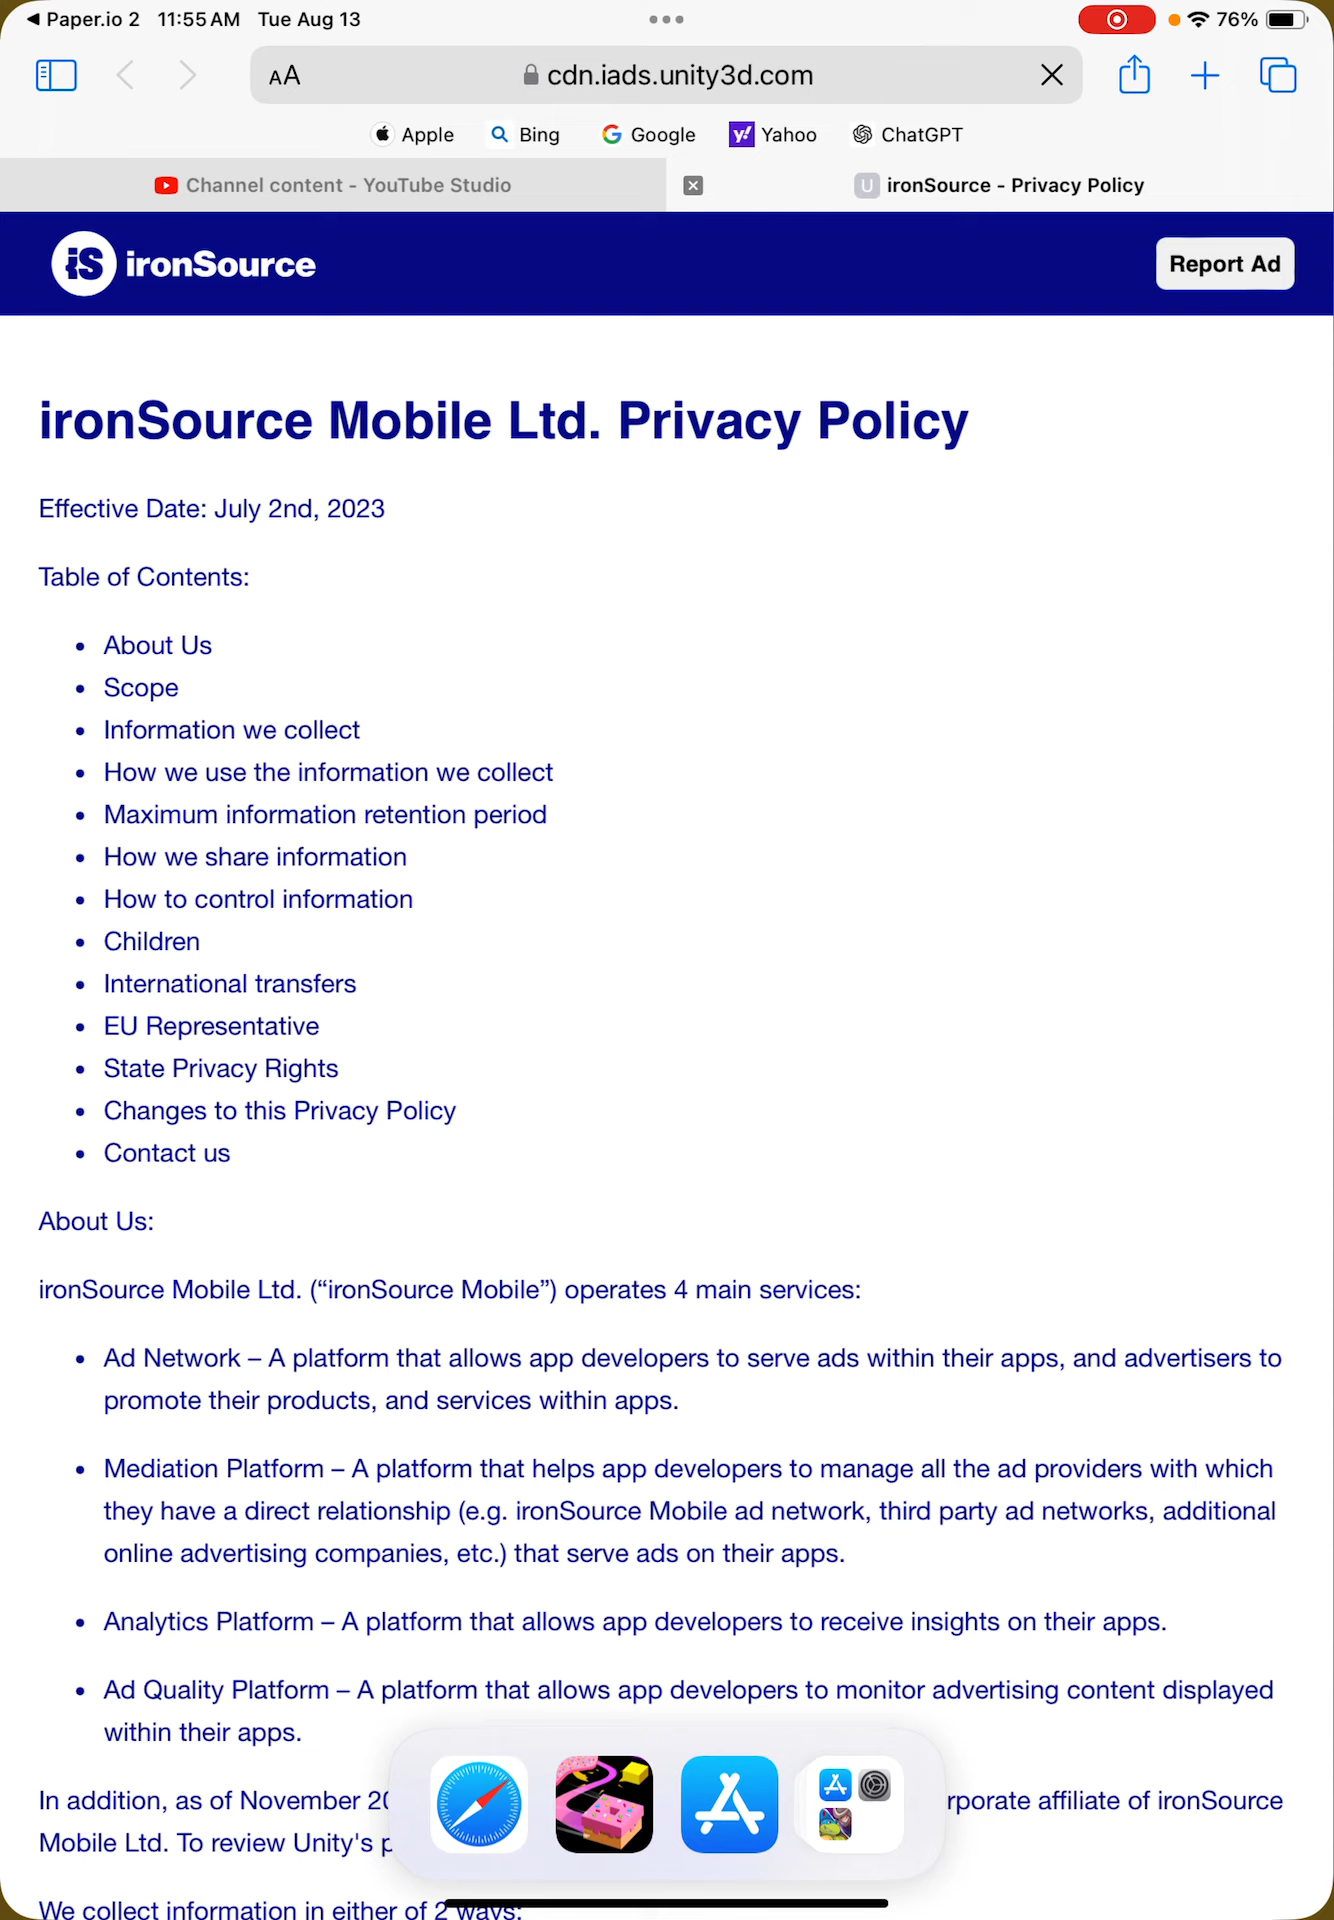 Paper.io 2 11:55 AM Tue Aug 13 76%
AA cdn.iads.unity3d.com
Apple Bing Google Yahoo ChatGPT
Channel content - YouTube Studio U ironSource - Privacy Policy
iS ironSource Report Ad
ironSource Mobile Ltd. Privacy Policy
Effective Date: July 2nd, 2023
Table of Contents:
• About Us
• Scope
• Information we collect
• How we use the information we collect
• Maximum information retention period
• How we share information
• How to control information
• Children
• International transfers
• EU Representative
• State Privacy Rights
• Changes to this Privacy Policy
• Contact us
About Us:
ironSource Mobile Ltd. (“ironSource Mobile”) operates 4 main services:
• Ad Network – A platform that allows app developers to serve ads within their apps, and advertisers to
promote their products, and services within apps.
• Mediation Platform – A platform that helps app developers to manage all the ad providers with which
they have a direct relationship (e.g. ironSource Mobile ad network, third party ad networks, additional
online advertising companies, etc.) that serve ads on their apps.
• Analytics Platform – A platform that allows app developers to receive insights on their apps.
• Ad Quality Platform – A platform that allows app developers to monitor advertising content displayed
within their apps.
In addition, as of November affiliate of ironSource
Mobile Ltd. To review Unity's
We collect information in either of 2 ways: